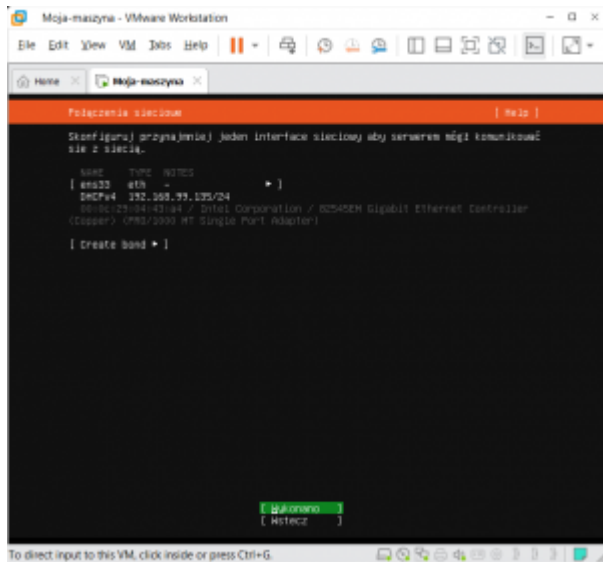 Moja-maszyna - VMware Workstation
File Edit View VM Tabs Help
Home Moja-maszyna
Połączenia sieciowe [ Help ]
Skonfiguruj przynajmniej jeden interface sieciowy aby serwerem mógł komunikować
się z siecią.
NAME TYPE NOTES
[ ens33 eth - ▸ ]
DHCPv4 192.168.99.135/24
/ Intel Corporation / 82545EM Gigabit Ethernet Controller
(Copper) (PRO/1000 MT Single Port Adapter)
[ Create bond ▸ ]
[ Wykonano ]
[ Wstecz ]
To direct input to this VM, click inside or press Ctrl+G.